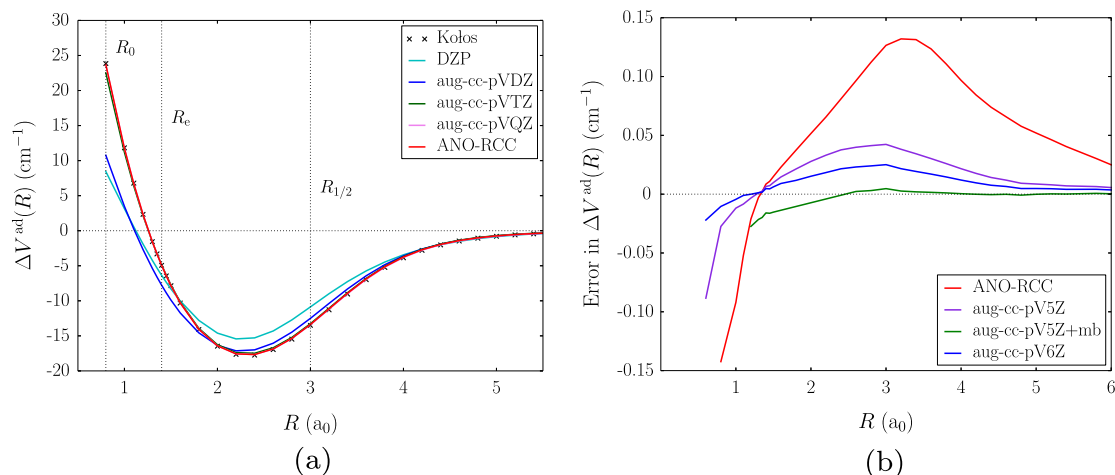 30
25
20
15
10
5
0
-5
-10
-15
-20
1
2
3
4
5
ΔV^ad(R) (cm⁻¹)
R (a₀)
R₀
Rₑ
R₁/₂
Kołos
DZP
aug-cc-pVDZ
aug-cc-pVTZ
aug-cc-pVQZ
ANO-RCC
(a)
0.15
0.10
0.05
0
-0.05
-0.10
-0.15
1
2
3
4
5
6
Error in ΔV^ad(R) (cm⁻¹)
R (a₀)
ANO-RCC
aug-cc-pV5Z
aug-cc-pV5Z+mb
aug-cc-pV6Z
(b)